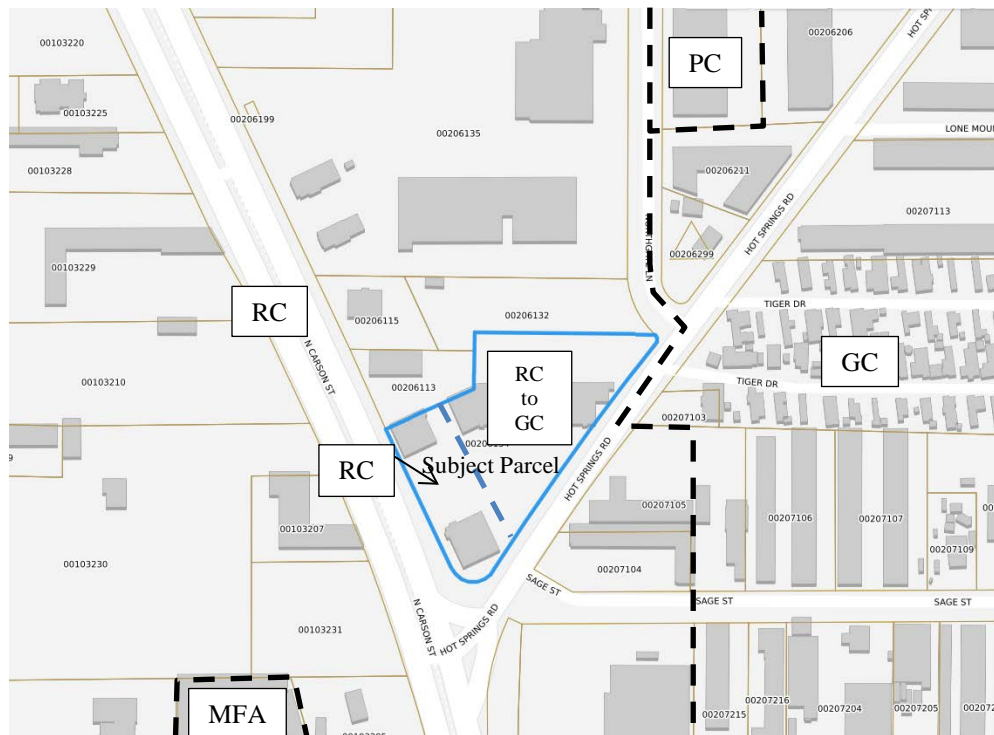 00103220
00206206
HOT SP
PC
00103225
00206199
00206135
LONE MOU
00103228
00206211
HOT SPRINGS RD
00207113
00206299
00103229
TIGER DR
RC
00206115
00206132
N CARSON ST
GC
RC
to
GC
00206113
TIGER DR
00103210
00207103
RC
Subject Parcel
HOT SPRINGS RD
00207105
00207106
00207107
00103207
00207109
00103230
00207104
SAGE ST
SAGE ST
SAGE ST
N CARSON ST
HOT SPRINGS RD
00103231
MFA
00207215
00207216
00207204
00207205